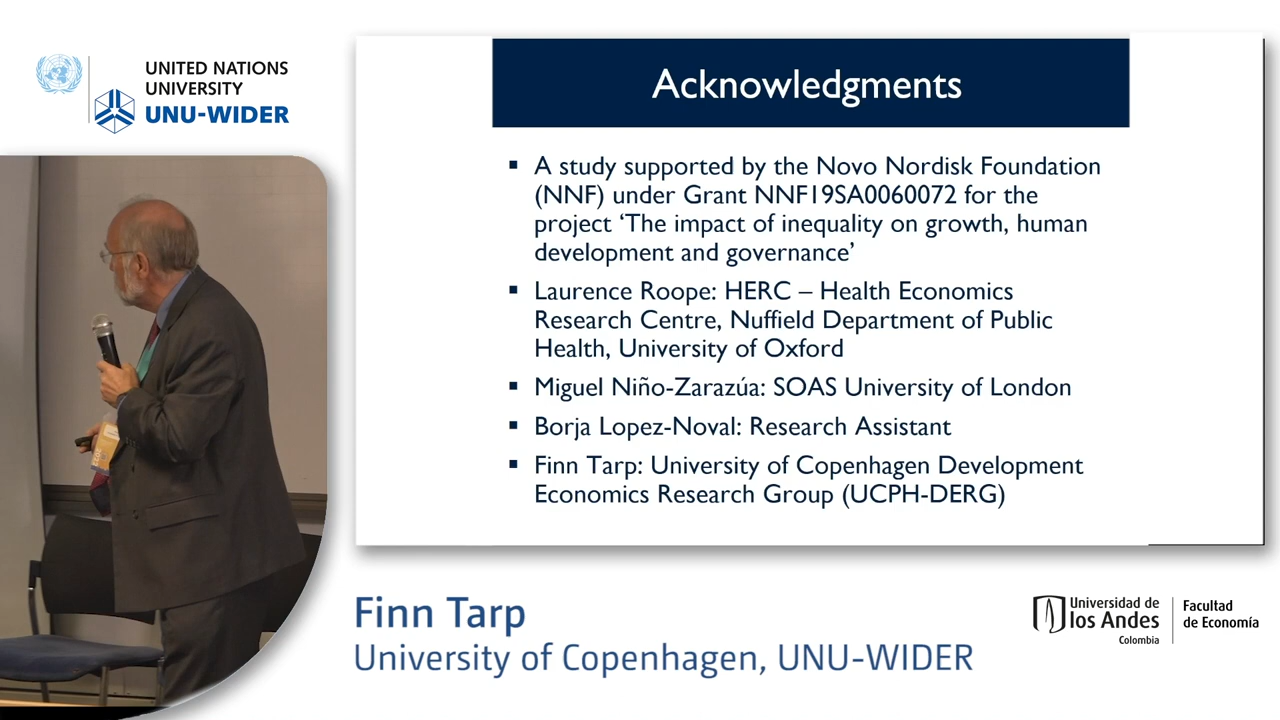 UNITED NATIONS
UNIVERSITY
UNU-WIDER
Acknowledgments
▪ A study supported by the Novo Nordisk Foundation
(NNF) under Grant NNF19SA0060072 for the
project ‘The impact of inequality on growth, human
development and governance’
▪ Laurence Roope: HERC – Health Economics
Research Centre, Nuffield Department of Public
Health, University of Oxford
▪ Miguel Niño-Zarazúa: SOAS University of London
▪ Borja Lopez-Noval: Research Assistant
▪ Finn Tarp: University of Copenhagen Development
Economics Research Group (UCPH-DERG)
Finn Tarp
University of Copenhagen, UNU-WIDER
Universidad de
los Andes
Colombia
Facultad
de Economía